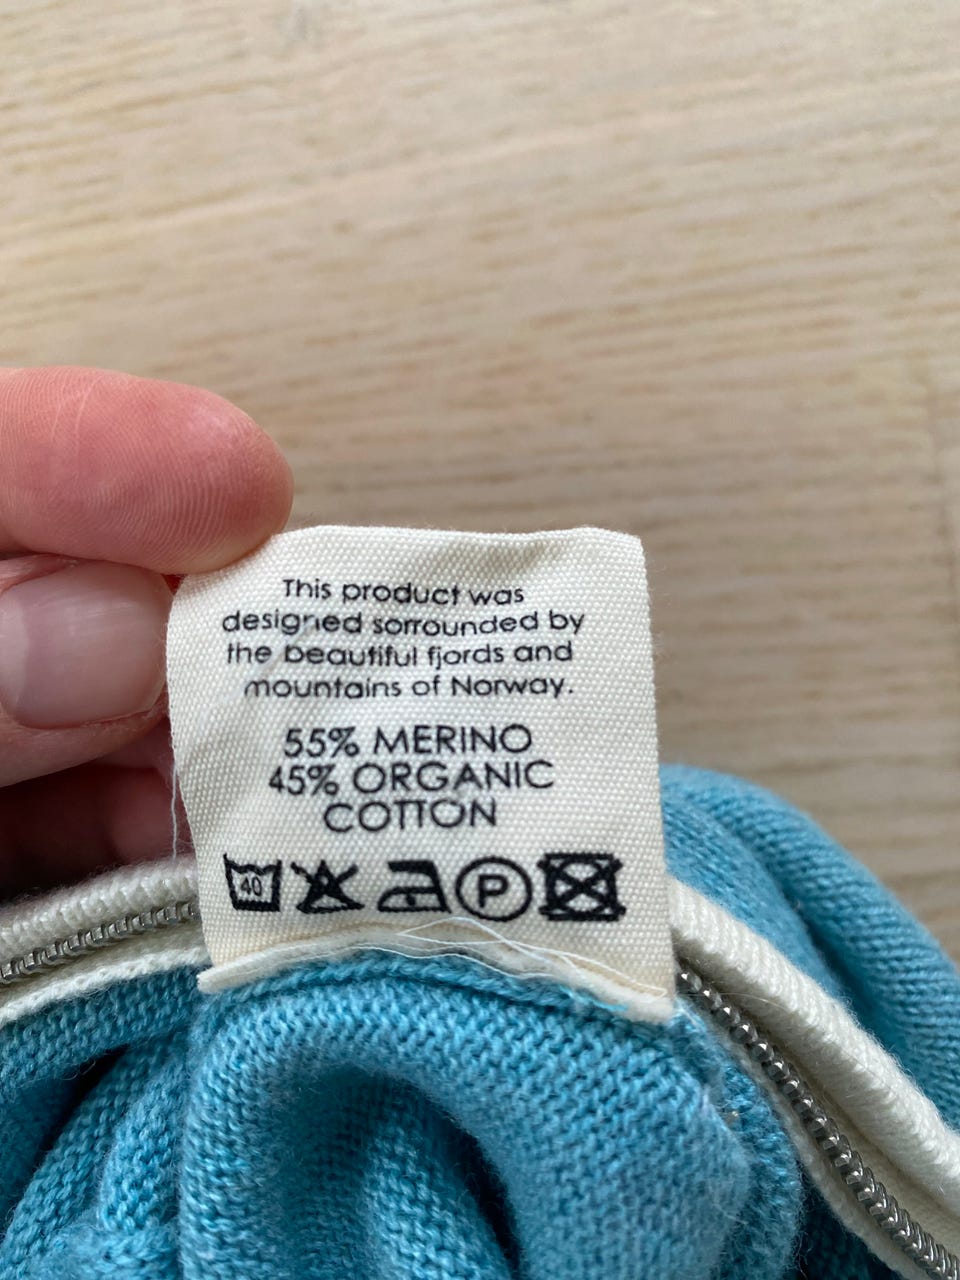 This product was
designed sorrounded by
the beautiful fjords and
mountains of Norway.
55% MERINO
45% ORGANIC
COTTON
40 P